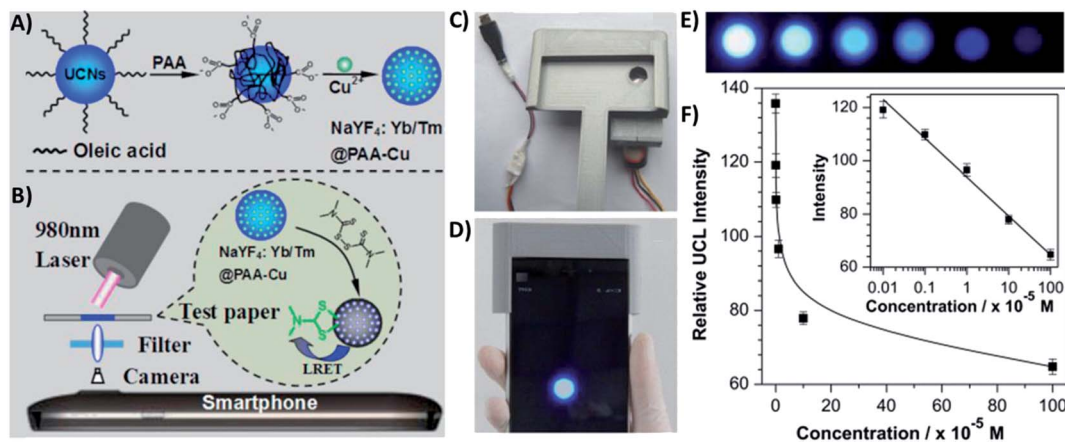 A)
UCNs
PAA
Cu2+
NaYF4: Yb/Tm
@PAA-Cu
Oleic acid
B)
980nm
Laser
NaYF4: Yb/Tm
@PAA-Cu
Test paper
S
S
LRET
Filter
Camera
Smartphone
C)
D)
E)
F)
Relative UCL Intensity
140
120
100
80
60
0
20
40
60
80
100
Concentration / x 10-5 M
Intensity
120
100
80
60
0.01
0.1
1
10
100
Concentration / x 10-5 M